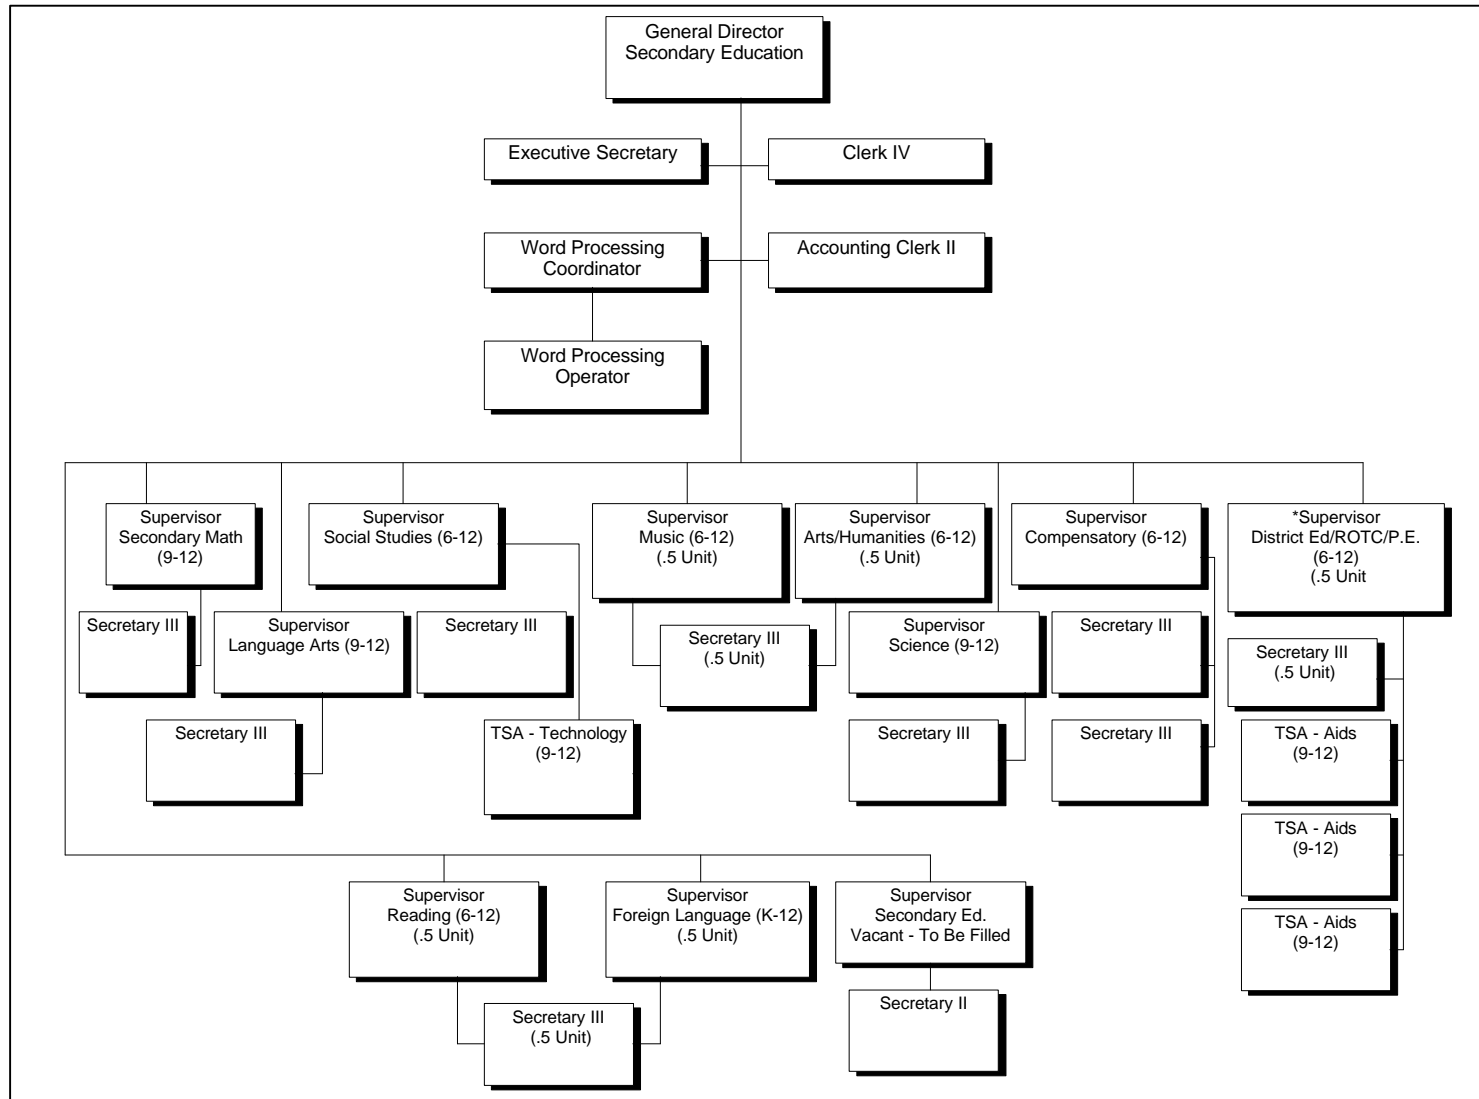 General Director
Secondary Education
Executive Secretary
Clerk IV
Word Processing
Coordinator
Accounting Clerk II
Word Processing
Operator
Supervisor
Secondary Math
(9-12)
Supervisor
Social Studies (6-12)
Supervisor
Music (6-12)
(.5 Unit)
Supervisor
Arts/Humanities (6-12)
(.5 Unit)
Supervisor
Compensatory (6-12)
*Supervisor
District Ed/ROTC/P.E.
(6-12)
(.5 Unit
Secretary III
Supervisor
Language Arts (9-12)
Secretary III
Secretary III
(.5 Unit)
Supervisor
Science (9-12)
Secretary III
Secretary III
(.5 Unit)
Secretary III
TSA - Technology
(9-12)
Secretary III
Secretary III
TSA - Aids
(9-12)
TSA - Aids
(9-12)
TSA - Aids
(9-12)
Supervisor
Reading (6-12)
(.5 Unit)
Supervisor
Foreign Language (K-12)
(.5 Unit)
Supervisor
Secondary Ed.
Vacant - To Be Filled
Secretary III
(.5 Unit)
Secretary II